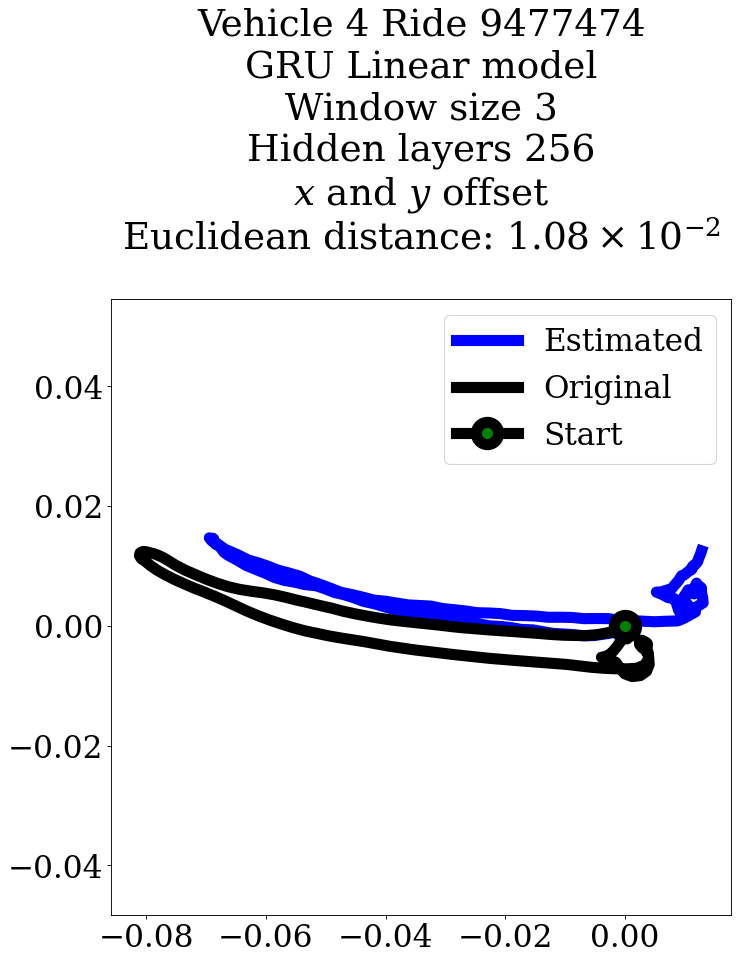 Vehicle 4 Ride 9477474
GRU Linear model
Window size 3
Hidden layers 256
x and y offset
Euclidean distance: 1.08 × 10⁻²
Estimated
Original
Start
0.04
0.02
0.00
−0.02
−0.04
−0.08 −0.06 −0.04 −0.02 0.00